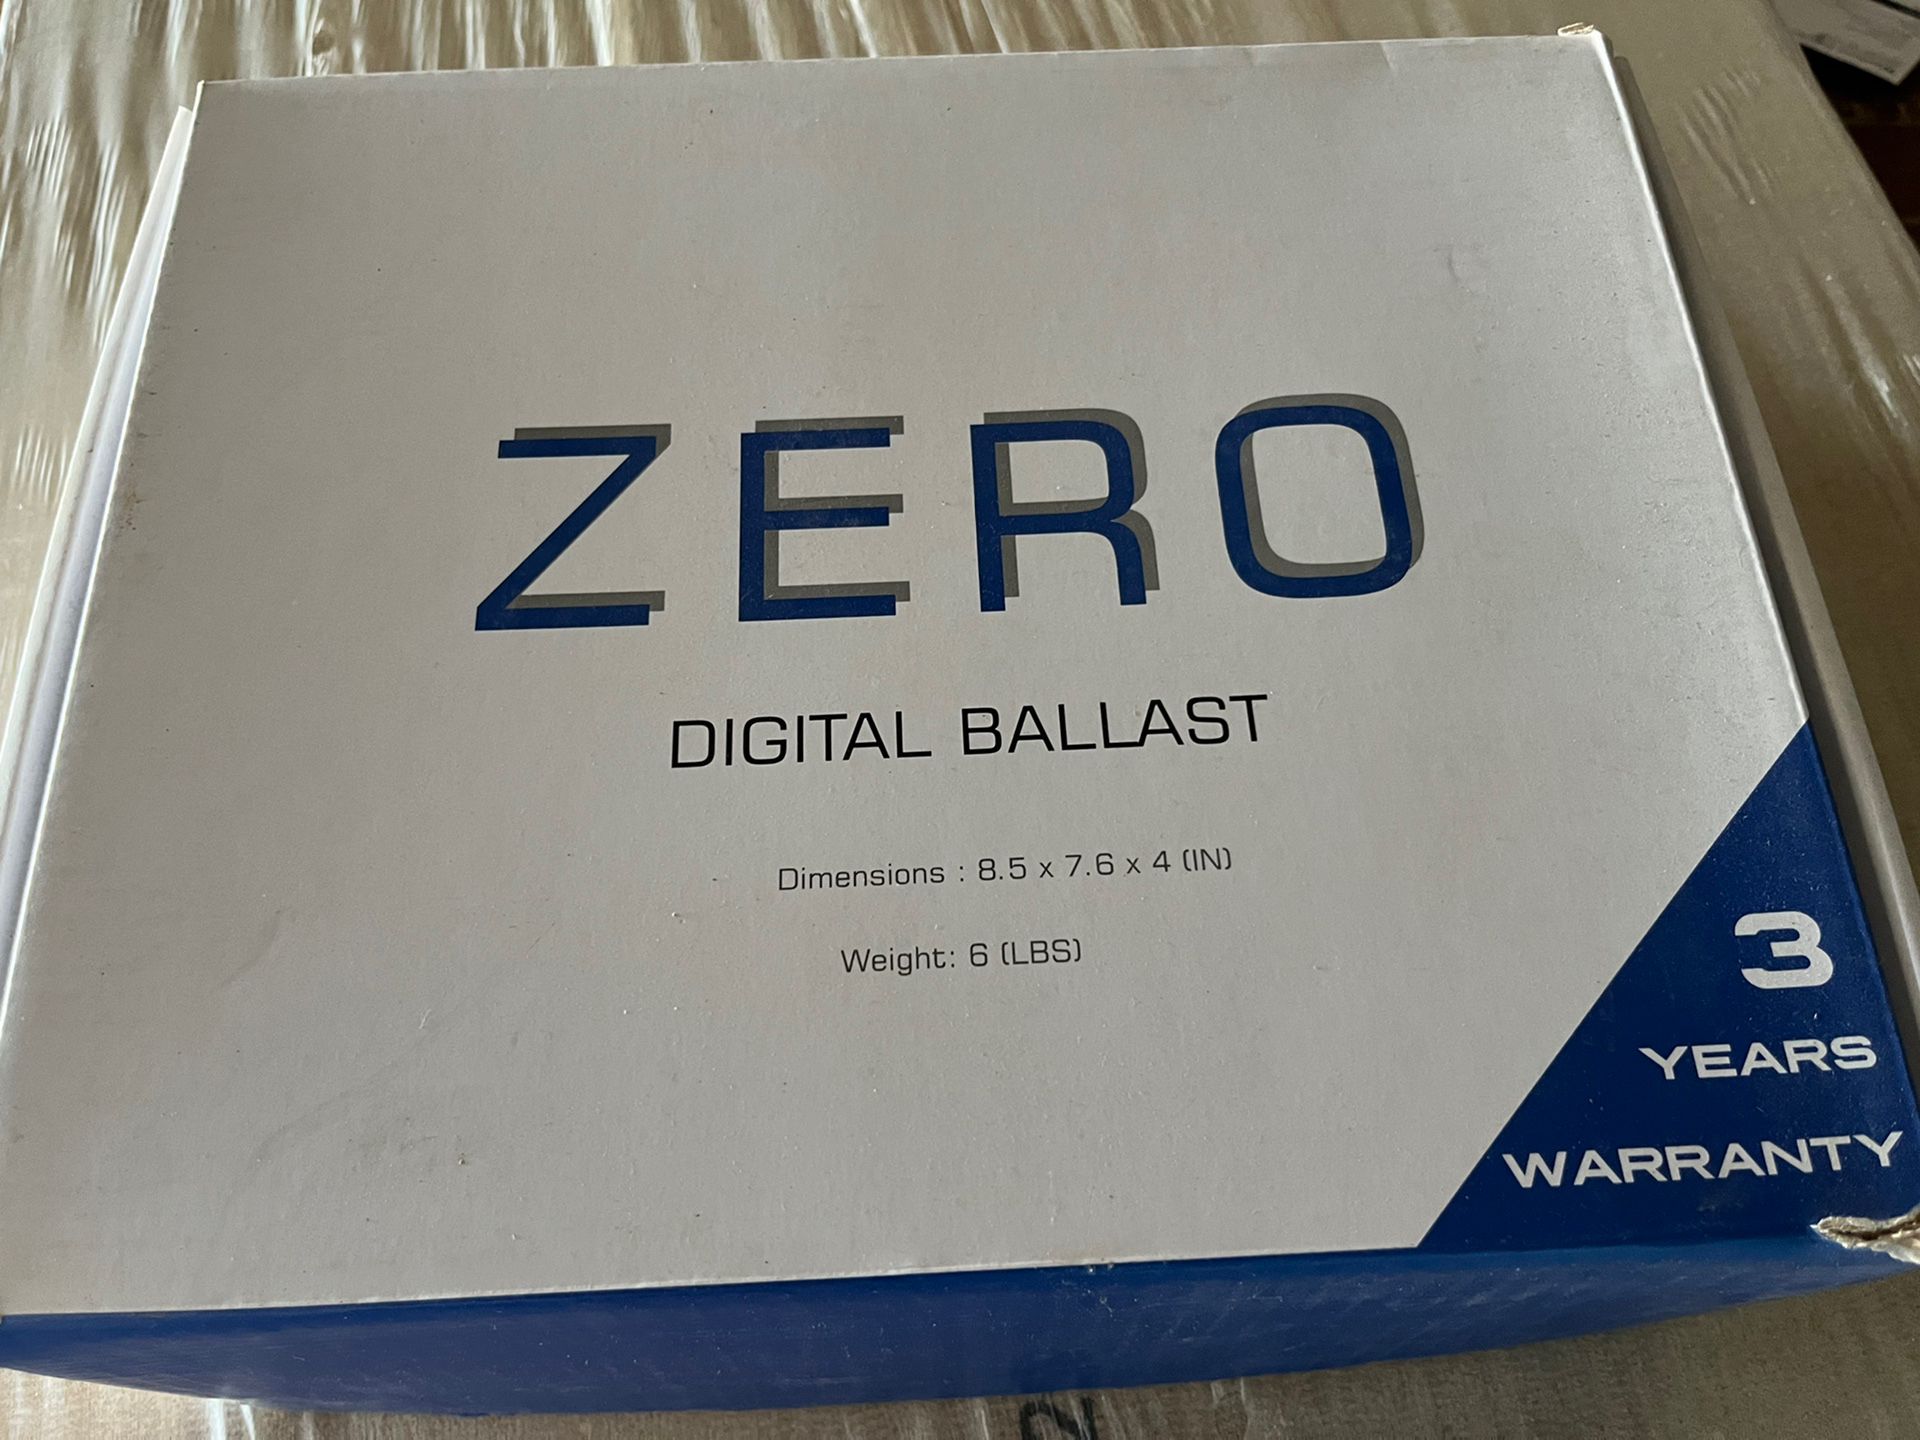 ZERO
DIGITAL BALLAST
Dimensions : 8.5 x 7.6 x 4 (IN)
Weight: 6 (LBS)
3
YEARS
WARRANTY